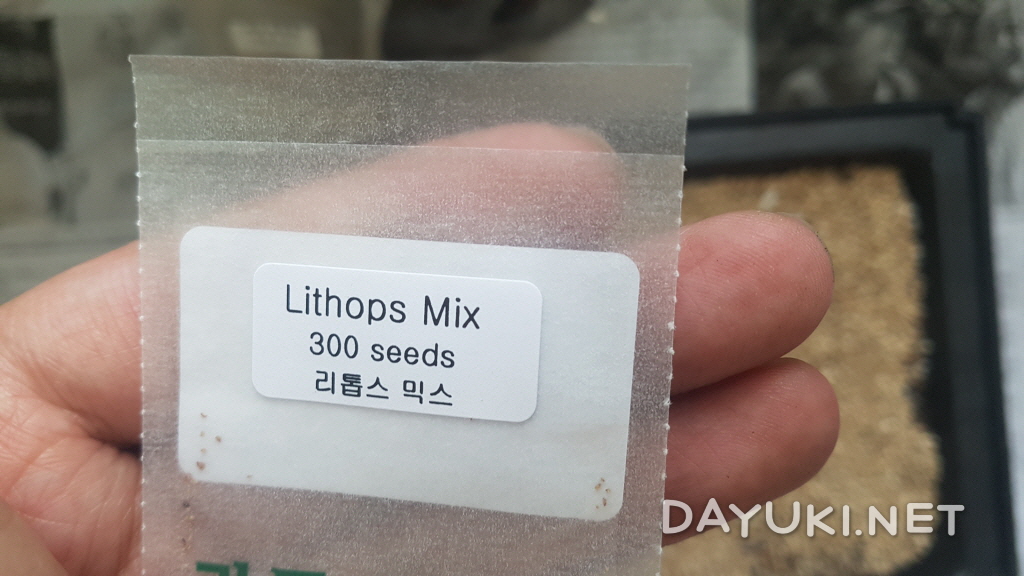 Lithops Mix
300 seeds
리톱스 믹스
DAYUKI.NET